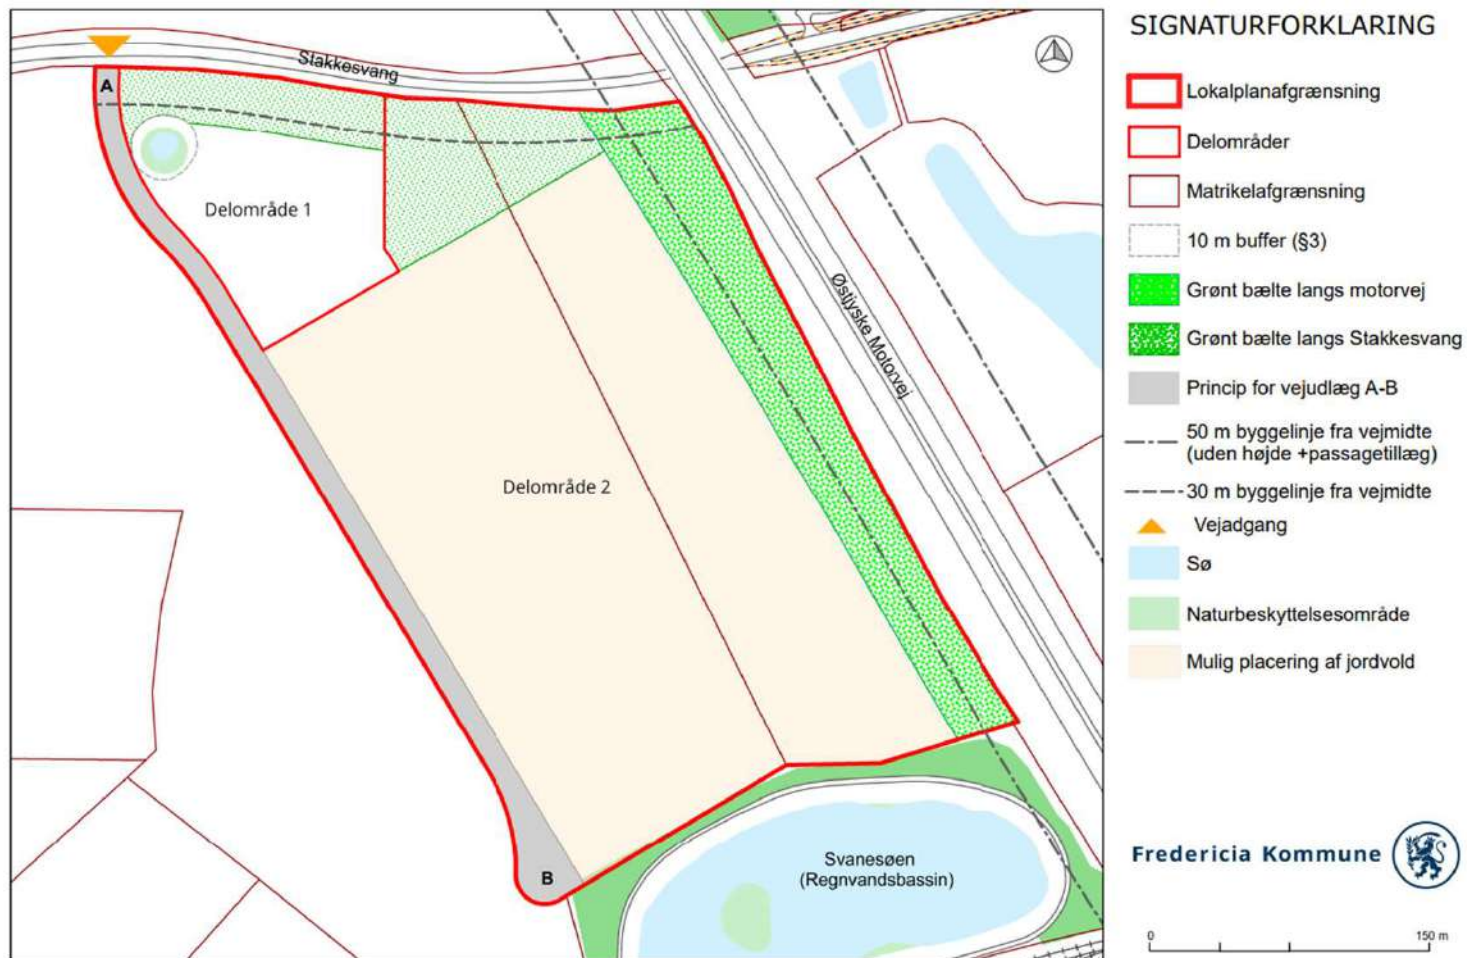 Stakkesvang
A
Delområde 1
Østjyske Motorvej
Delområde 2
B
Svanesøen
(Regnvandsbassin)
SIGNATURFORKLARING
Lokalplanafgrænsning
Delområder
Matrikelafgrænsning
10 m buffer (§3)
Grønt bælte langs motorvej
Grønt bælte langs Stakkesvang
Princip for vejudlæg A-B
50 m byggelinje fra vejmidte
(uden højde +passagetillæg)
30 m byggelinje fra vejmidte
Vejadgang
Sø
Naturbeskyttelsesområde
Mulig placering af jordvold
Fredericia Kommune
0 150 m